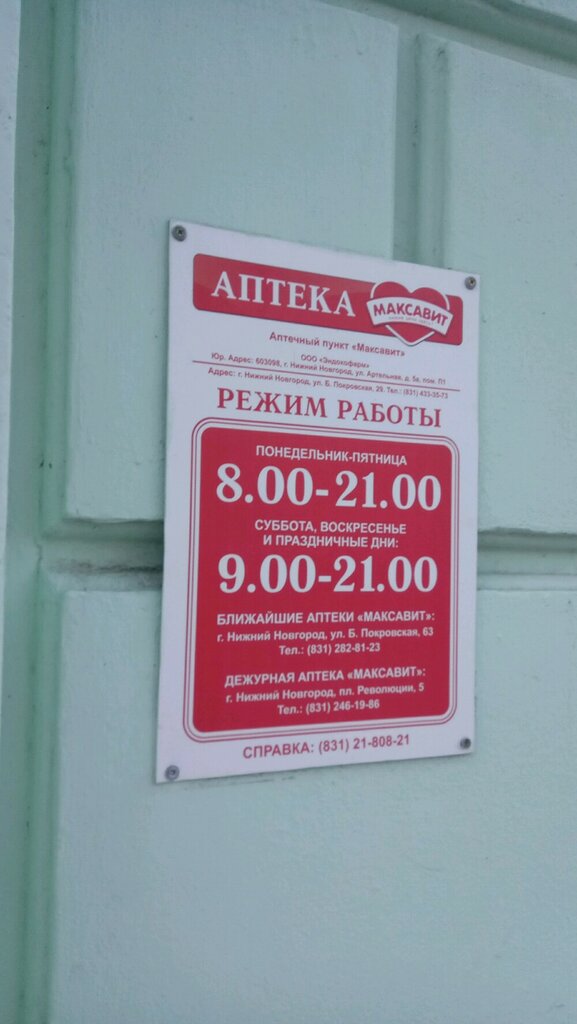 АПТЕКА МАКСАВИТ
Аптечный пункт «Максавит»
ООО «Эндокофарм»
Юр. Адрес: 603098, г. Нижний Новгород, ул. Артельная, д. 5а, пом. П1
Адрес: г. Нижний Новгород, ул. Б. Покровская, 29. Тел.: (831) 433-35-73
РЕЖИМ РАБОТЫ
ПОНЕДЕЛЬНИК-ПЯТНИЦА
8.00-21.00
СУББОТА, ВОСКРЕСЕНЬЕ
И ПРАЗДНИЧНЫЕ ДНИ:
9.00-21.00
БЛИЖАЙШИЕ АПТЕКИ «МАКСАВИТ»:
г. Нижний Новгород, ул. Б. Покровская, 63
Тел.: (831) 282-81-23
ДЕЖУРНАЯ АПТЕКА «МАКСАВИТ»:
г. Нижний Новгород, пл. Революции, 5
Тел.: (831) 246-19-86
СПРАВКА: (831) 21-808-21